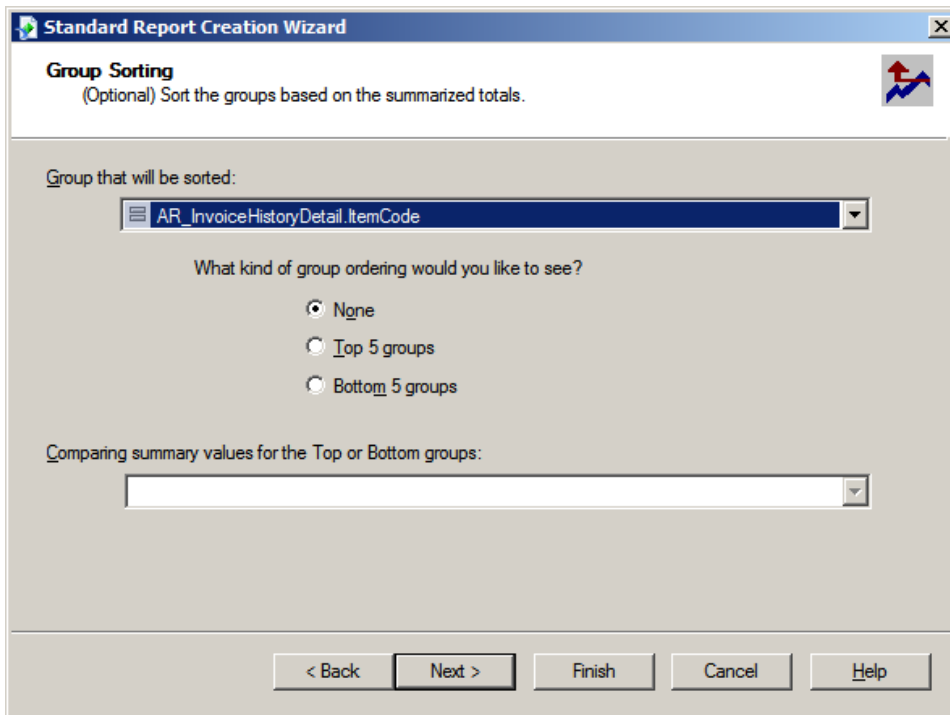 Standard Report Creation Wizard
Group Sorting
(Optional) Sort the groups based on the summarized totals.
Group that will be sorted:
AR_InvoiceHistoryDetail.ItemCode
What kind of group ordering would you like to see?
None
Top 5 groups
Bottom 5 groups
Comparing summary values for the Top or Bottom groups:
< Back Next > Finish Cancel Help